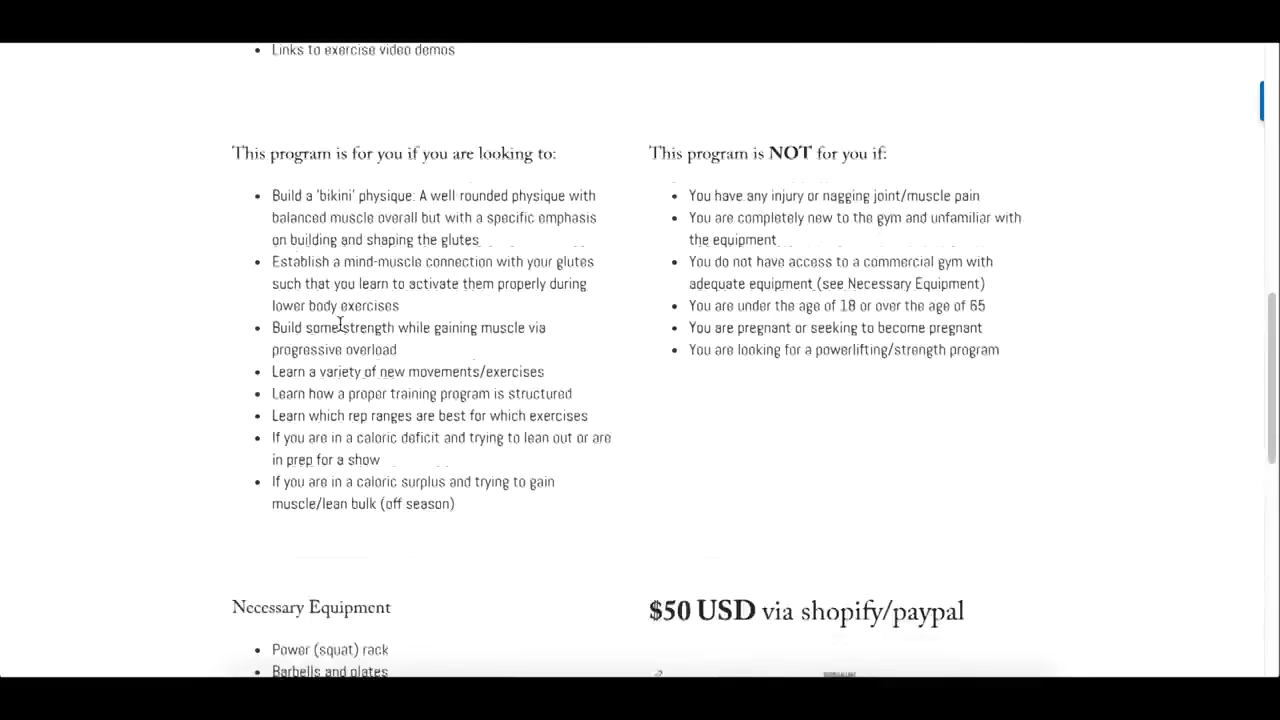 Links to exercise video demos
This program is for you if you are looking to:
Build a 'bikini' physique: A well rounded physique with
balanced muscle overall but with a specific emphasis
on building and shaping the glutes
Establish a mind-muscle connection with your glutes
such that you learn to activate them properly during
lower body exercises
Build some strength while gaining muscle via
progressive overload
Learn a variety of new movements/exercises
Learn how a proper training program is structured
Learn which rep ranges are best for which exercises
If you are in a caloric deficit and trying to lean out or are
in prep for a show
If you are in a caloric surplus and trying to gain
muscle/lean bulk (off season)
This program is NOT for you if:
You have any injury or nagging joint/muscle pain
You are completely new to the gym and unfamiliar with
the equipment
You do not have access to a commercial gym with
adequate equipment (see Necessary Equipment)
You are under the age of 18 or over the age of 65
You are pregnant or seeking to become pregnant
You are looking for a powerlifting/strength program
Necessary Equipment
Power (squat) rack
Barbells and plates
$50 USD via shopify/paypal